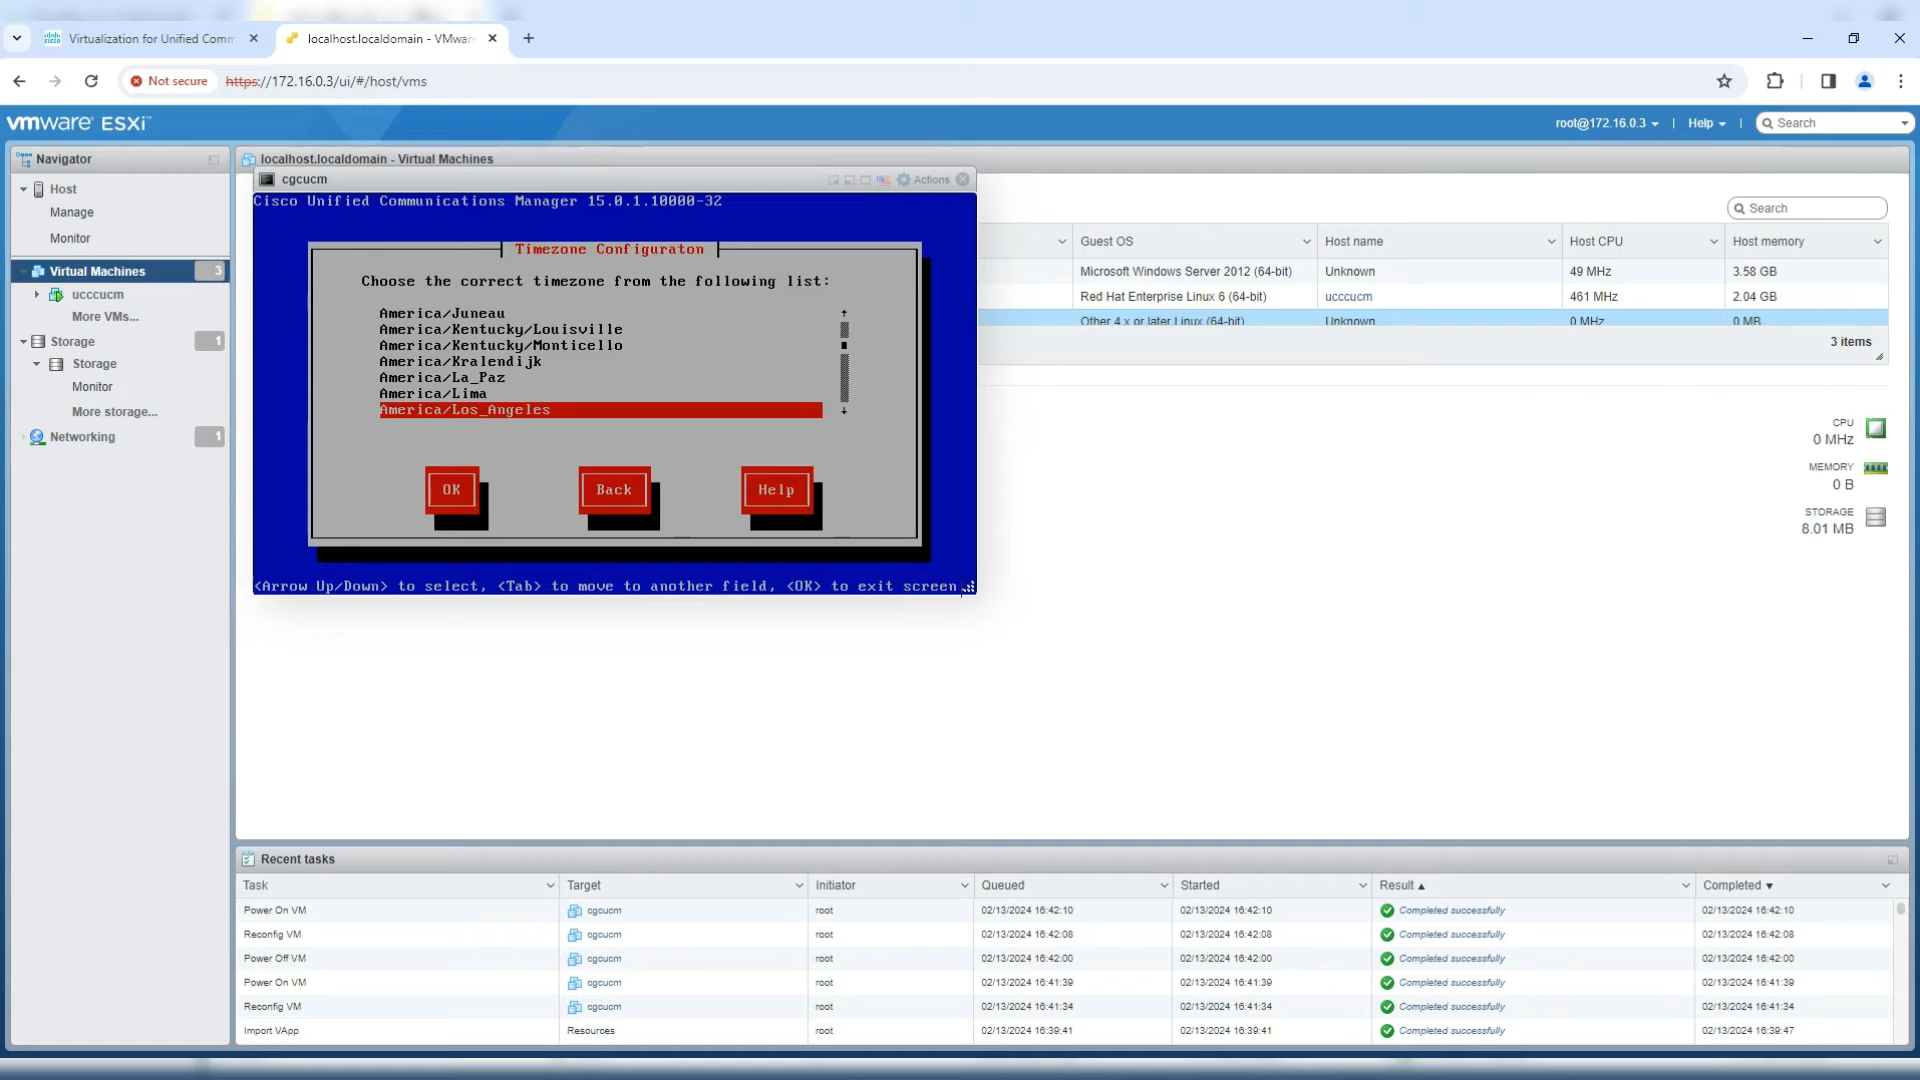 Virtualization for Unified Comm
localhost.localdomain - VMware
Not secure
https://172.16.0.3/ui/#/host/vms
vmware ESXi
root@172.16.0.3
Help
Search
Navigator
Host
Manage
Monitor
Virtual Machines
3
ucccucm
More VMs...
Storage
1
Storage
Monitor
More storage...
Networking
1
localhost.localdomain - Virtual Machines
cgcucm
Actions
Cisco Unified Communications Manager 15.0.1.10000-32
Timezone Configuraton
Choose the correct timezone from the following list:
America/Juneau
America/Kentucky/Louisville
America/Kentucky/Monticello
America/Kralendijk
America/La_Paz
America/Lima
America/Los_Angeles
OK Back Help
<Arrow Up/Down> to select, <Tab> to move to another field, <OK> to exit screen
Search
Guest OS Host name Host CPU Host memory
Microsoft Windows Server 2012 (64-bit) Unknown 49 MHz 3.58 GB
Red Hat Enterprise Linux 6 (64-bit) ucccucm 461 MHz 2.04 GB
Other 4.x or later Linux (64-bit) Unknown 0 MHz 0 MB
3 items
CPU
0 MHz
MEMORY
0 B
STORAGE
8.01 MB
Recent tasks
Task Target Initiator Queued Started Result Completed
Power On VM cgcucm root 02/13/2024 16:42:10 02/13/2024 16:42:10 Completed successfully 02/13/2024 16:42:10
Reconfig VM cgcucm root 02/13/2024 16:42:08 02/13/2024 16:42:08 Completed successfully 02/13/2024 16:42:08
Power Off VM cgcucm root 02/13/2024 16:42:00 02/13/2024 16:42:00 Completed successfully 02/13/2024 16:42:00
Power On VM cgcucm root 02/13/2024 16:41:39 02/13/2024 16:41:39 Completed successfully 02/13/2024 16:41:39
Reconfig VM cgcucm root 02/13/2024 16:41:34 02/13/2024 16:41:34 Completed successfully 02/13/2024 16:41:34
Import VApp Resources root 02/13/2024 16:39:41 02/13/2024 16:39:41 Completed successfully 02/13/2024 16:39:47